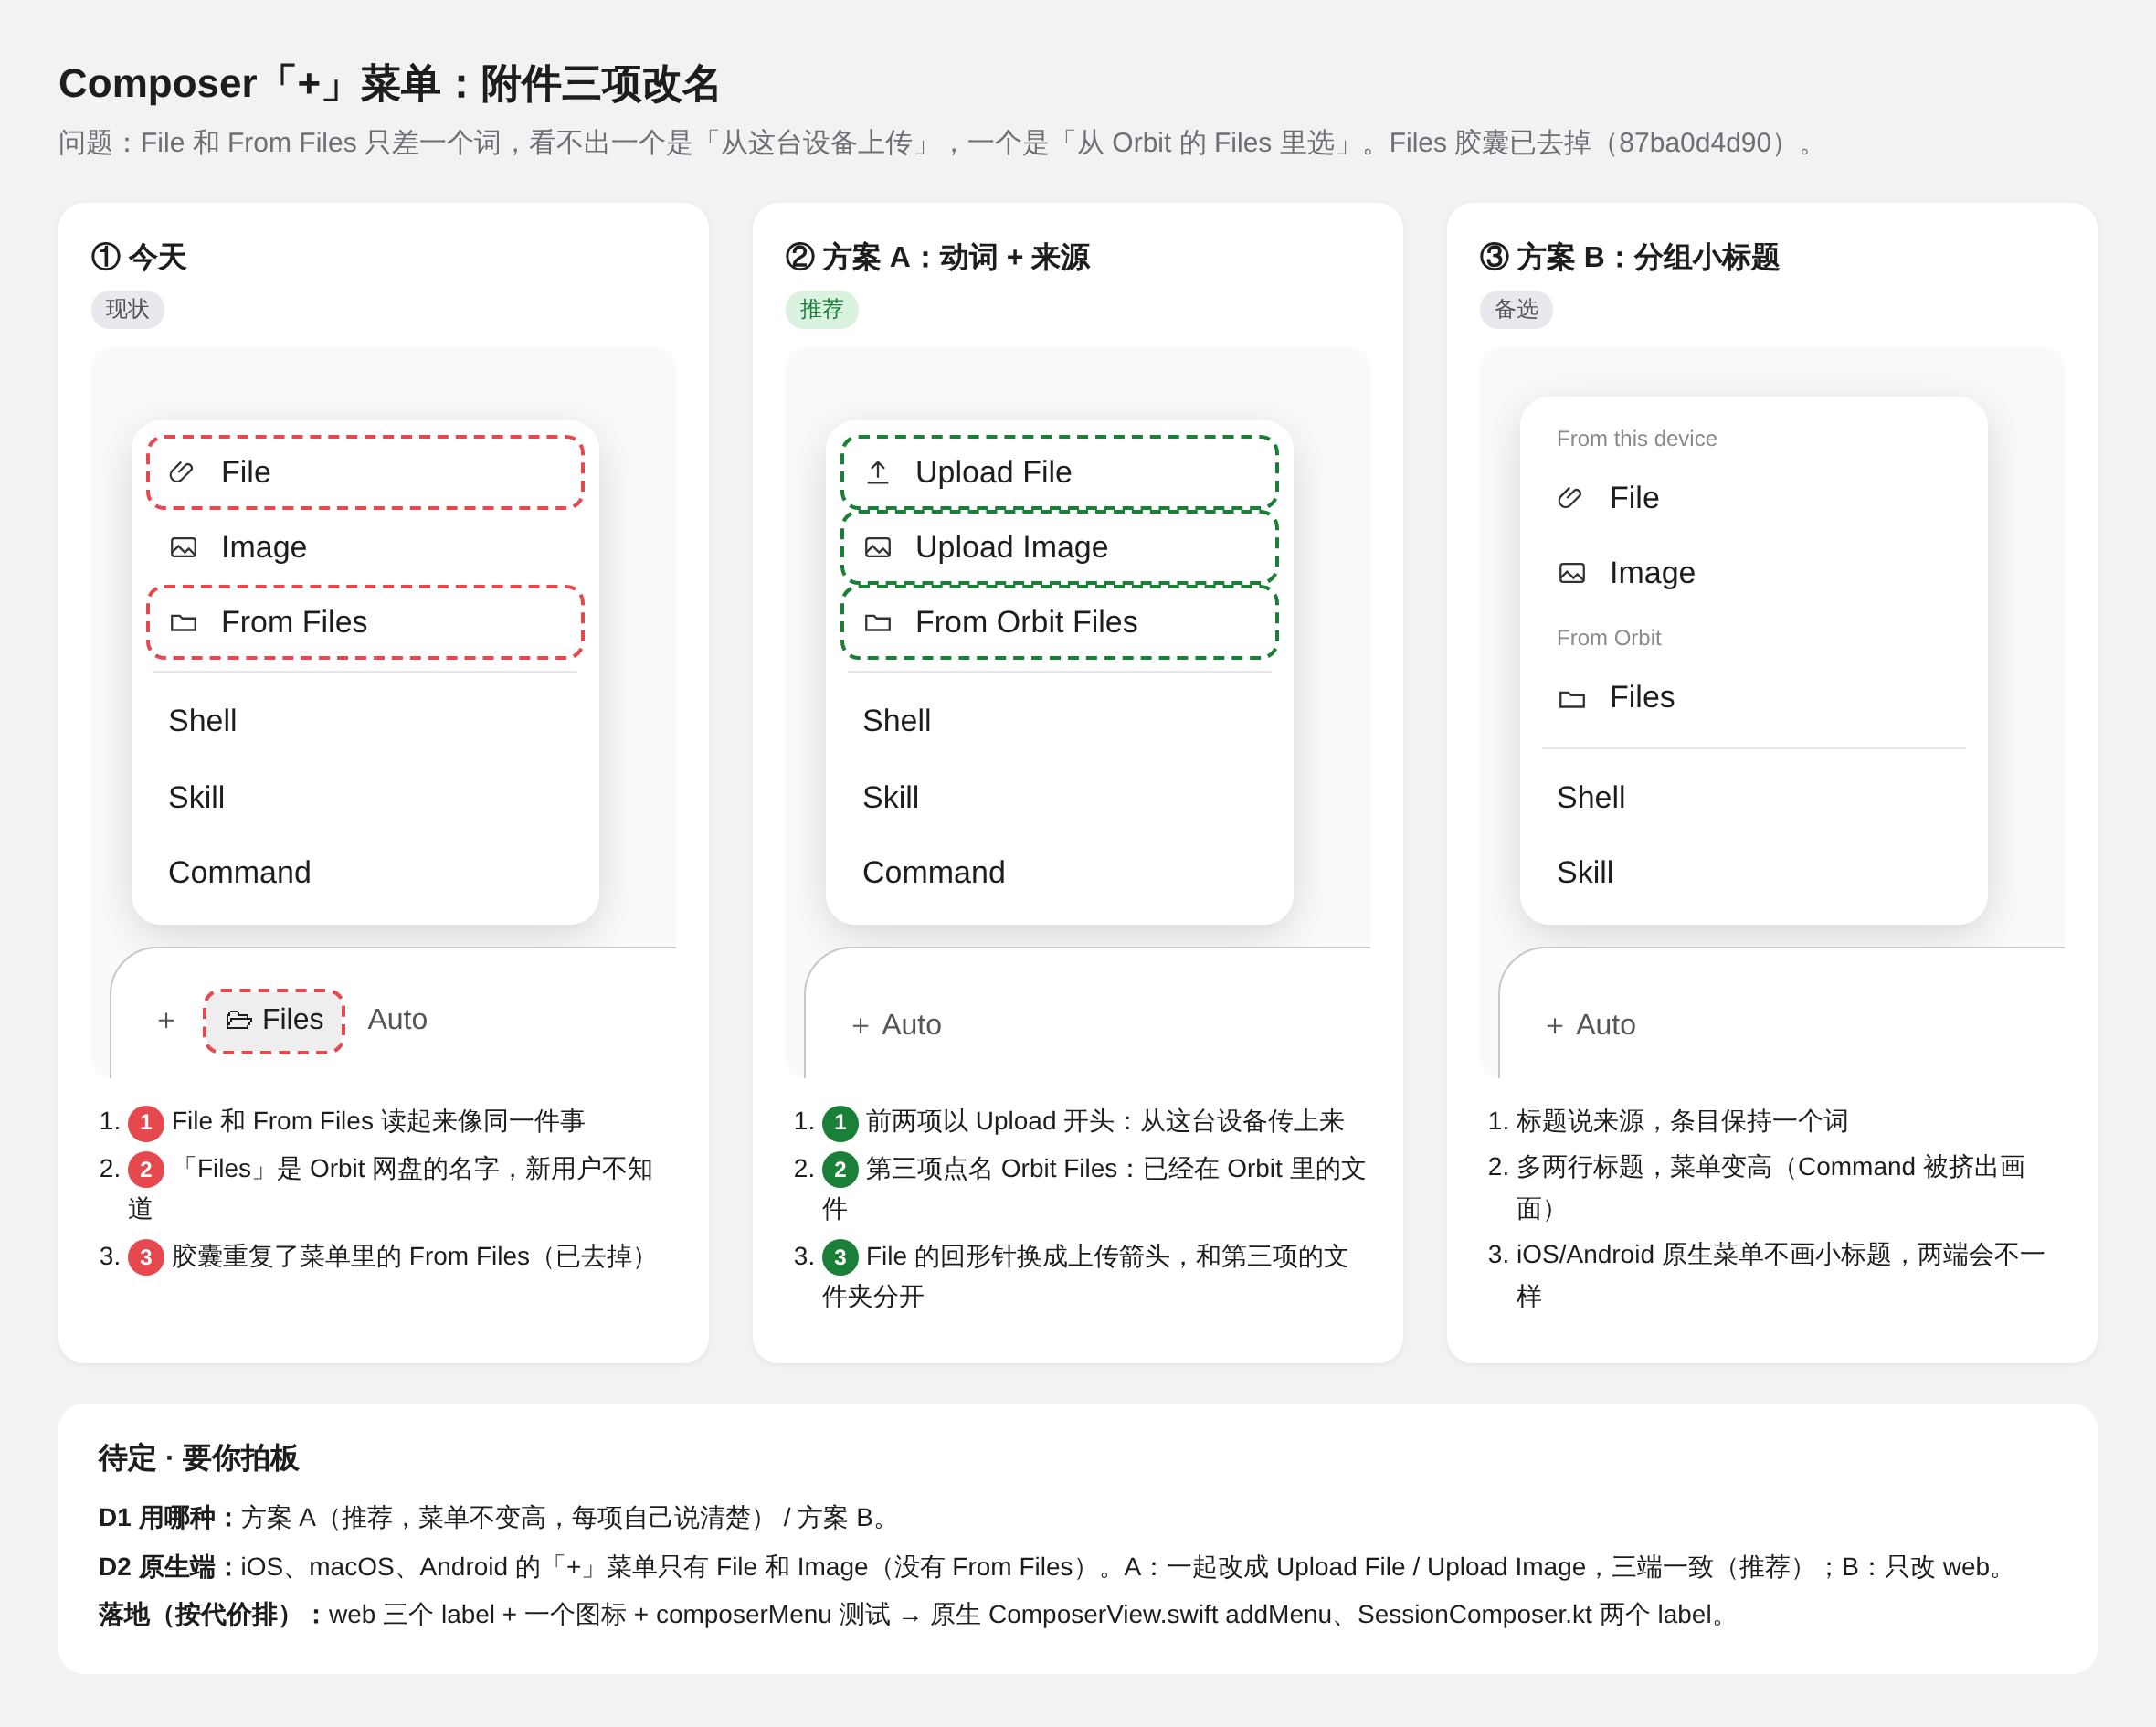 Composer「+」菜单：附件三项改名
问题：File 和 From Files 只差一个词，看不出一个是「从这台设备上传」，一个是「从 Orbit 的 Files 里选」。Files 胶囊已去掉（87ba0d4d90）。
① 今天
现状
File
Image
From Files
Shell
Skill
Command
+ Files Auto
1. 1 File 和 From Files 读起来像同一件事
2. 2 「Files」是 Orbit 网盘的名字，新用户不知
道
3. 3 胶囊重复了菜单里的 From Files（已去掉）
② 方案 A：动词 + 来源
推荐
Upload File
Upload Image
From Orbit Files
Shell
Skill
Command
+ Auto
1. 1 前两项以 Upload 开头：从这台设备传上来
2. 2 第三项点名 Orbit Files：已经在 Orbit 里的文
件
3. 3 File 的回形针换成上传箭头，和第三项的文
件夹分开
③ 方案 B：分组小标题
备选
From this device
File
Image
From Orbit
Files
Shell
Skill
+ Auto
1. 标题说来源，条目保持一个词
2. 多两行标题，菜单变高（Command 被挤出画
面）
3. iOS/Android 原生菜单不画小标题，两端会不一
样
待定 · 要你拍板
D1 用哪种：方案 A（推荐，菜单不变高，每项自己说清楚） / 方案 B。
D2 原生端：iOS、macOS、Android 的「+」菜单只有 File 和 Image（没有 From Files）。A：一起改成 Upload File / Upload Image，三端一致（推荐）；B：只改 web。
落地（按代价排）：web 三个 label + 一个图标 + composerMenu 测试 → 原生 ComposerView.swift addMenu、SessionComposer.kt 两个 label。